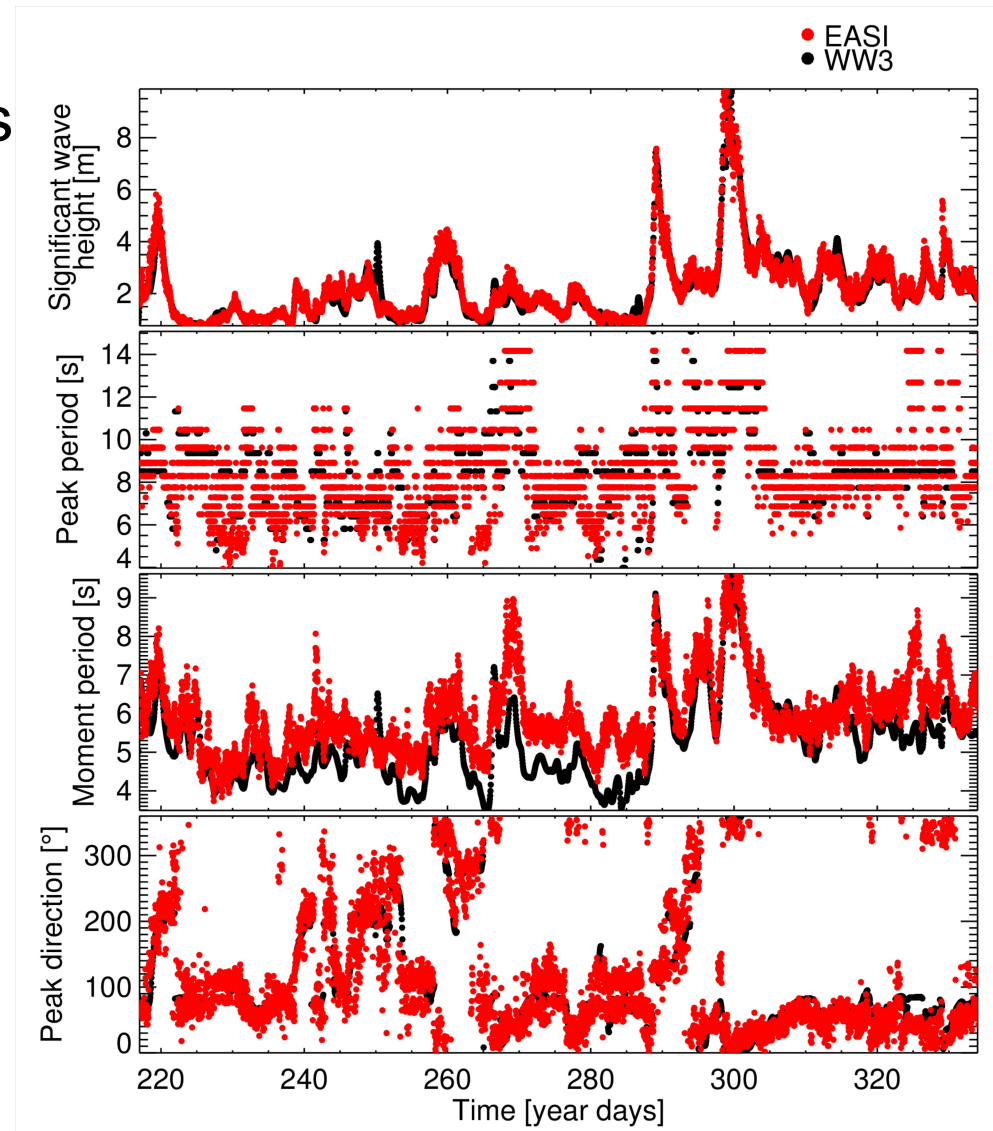 s
EASI
WW3
Significant wave
height [m]
8
6
4
2
Peak period [s]
14
12
10
8
6
4
Moment period [s]
9
8
7
6
5
4
Peak direction [°]
300
200
100
0
220 240 260 280 300 320
Time [year days]